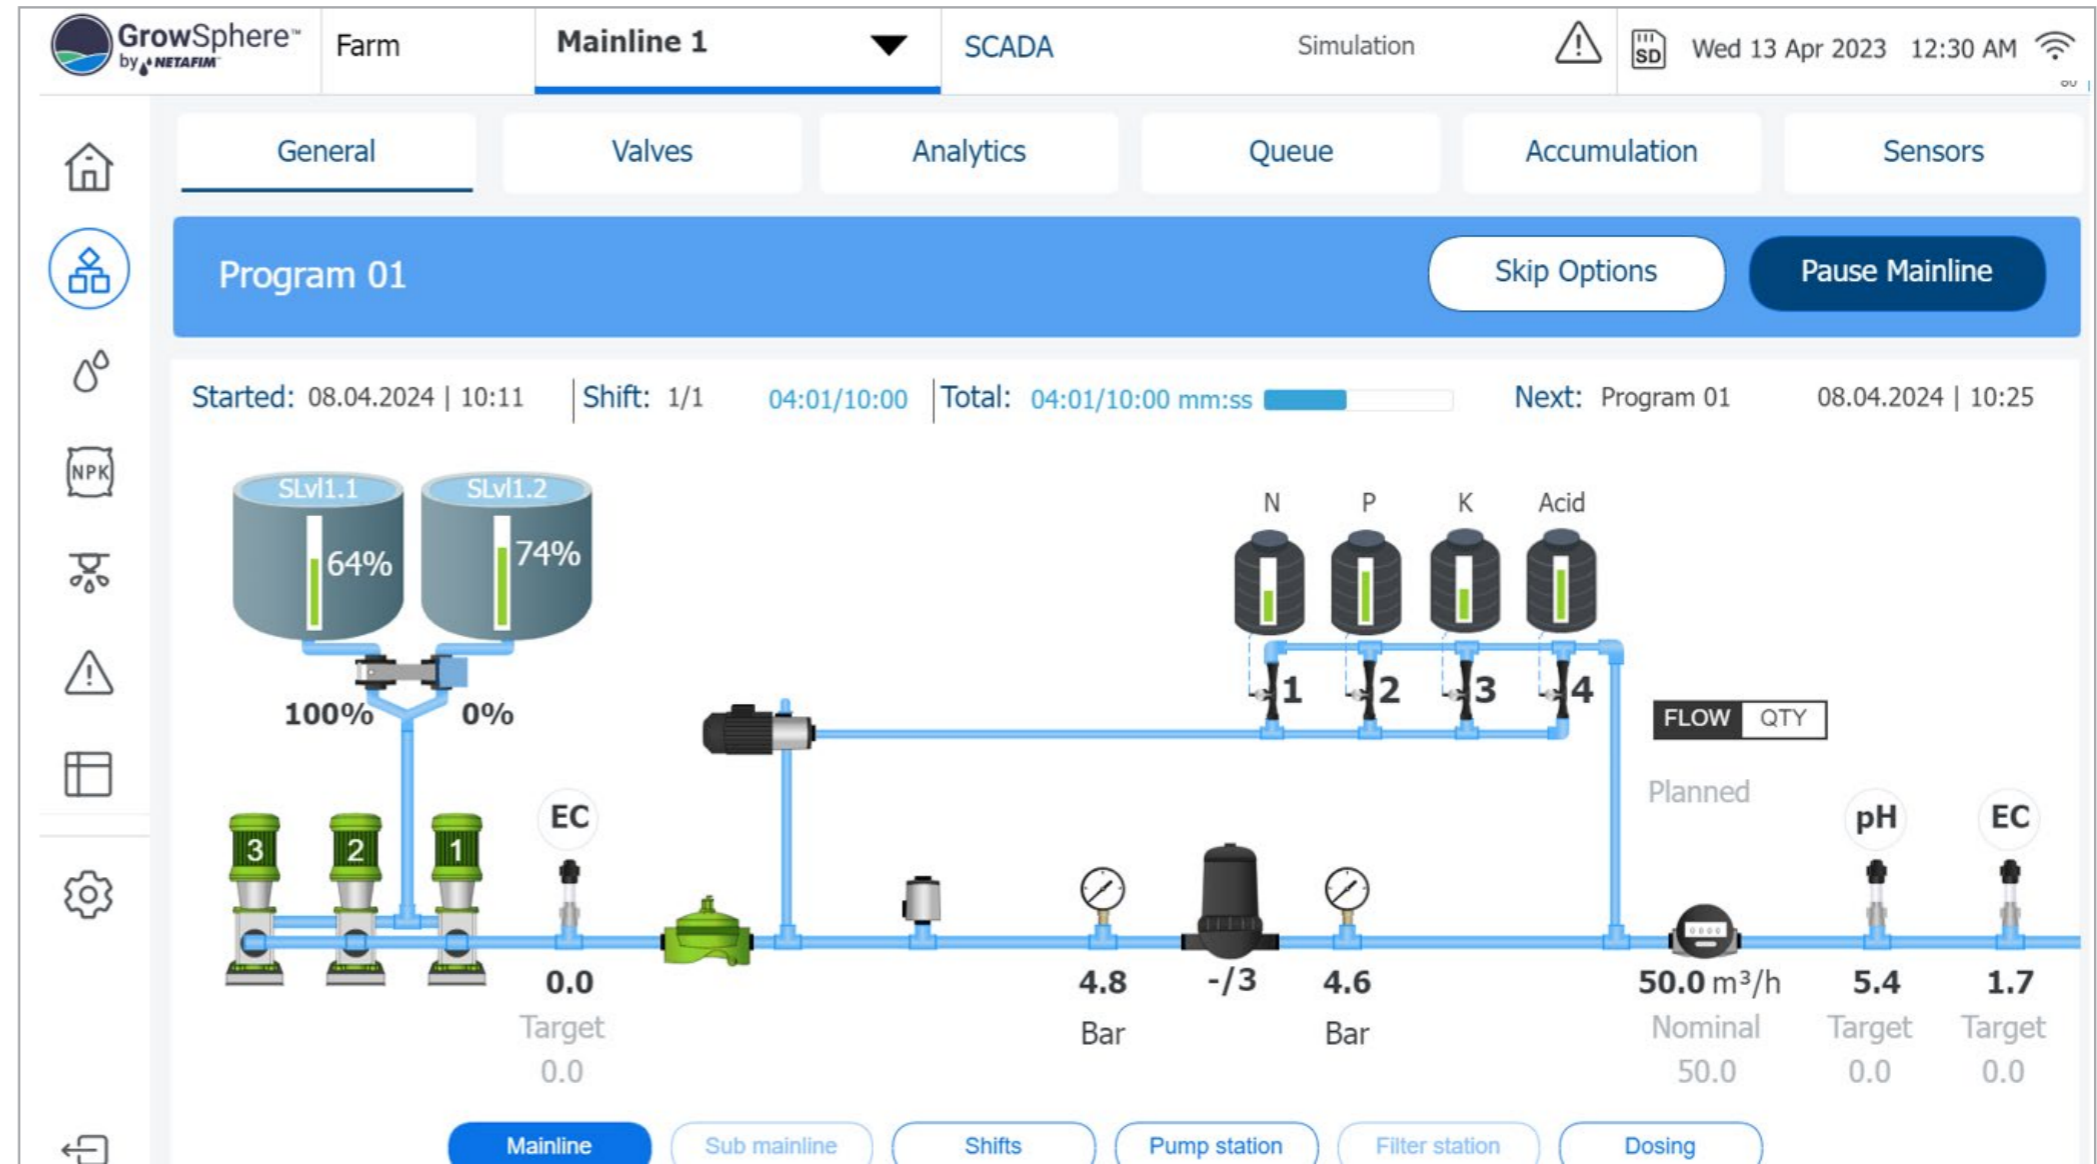 GrowSphere™
by NETAFIM™
Farm
Mainline 1
SCADA
Simulation
SD
Wed 13 Apr 2023 12:30 AM
General
Valves
Analytics
Queue
Accumulation
Sensors
Program 01
Skip Options
Pause Mainline
Started: 08.04.2024 | 10:11
Shift: 1/1
04:01/10:00
Total: 04:01/10:00 mm:ss
Next: Program 01
08.04.2024 | 10:25
NPK
SLvl1.1
SLvl1.2
64%
74%
100%
0%
N
P
K
Acid
1
2
3
4
FLOW
QTY
Planned
3
2
1
EC
pH
EC
0000
0.0
Target
0.0
4.8
Bar
-/3
4.6
Bar
50.0 m³/h
Nominal
50.0
5.4
Target
0.0
1.7
Target
0.0
Mainline
Sub mainline
Shifts
Pump station
Filter station
Dosing